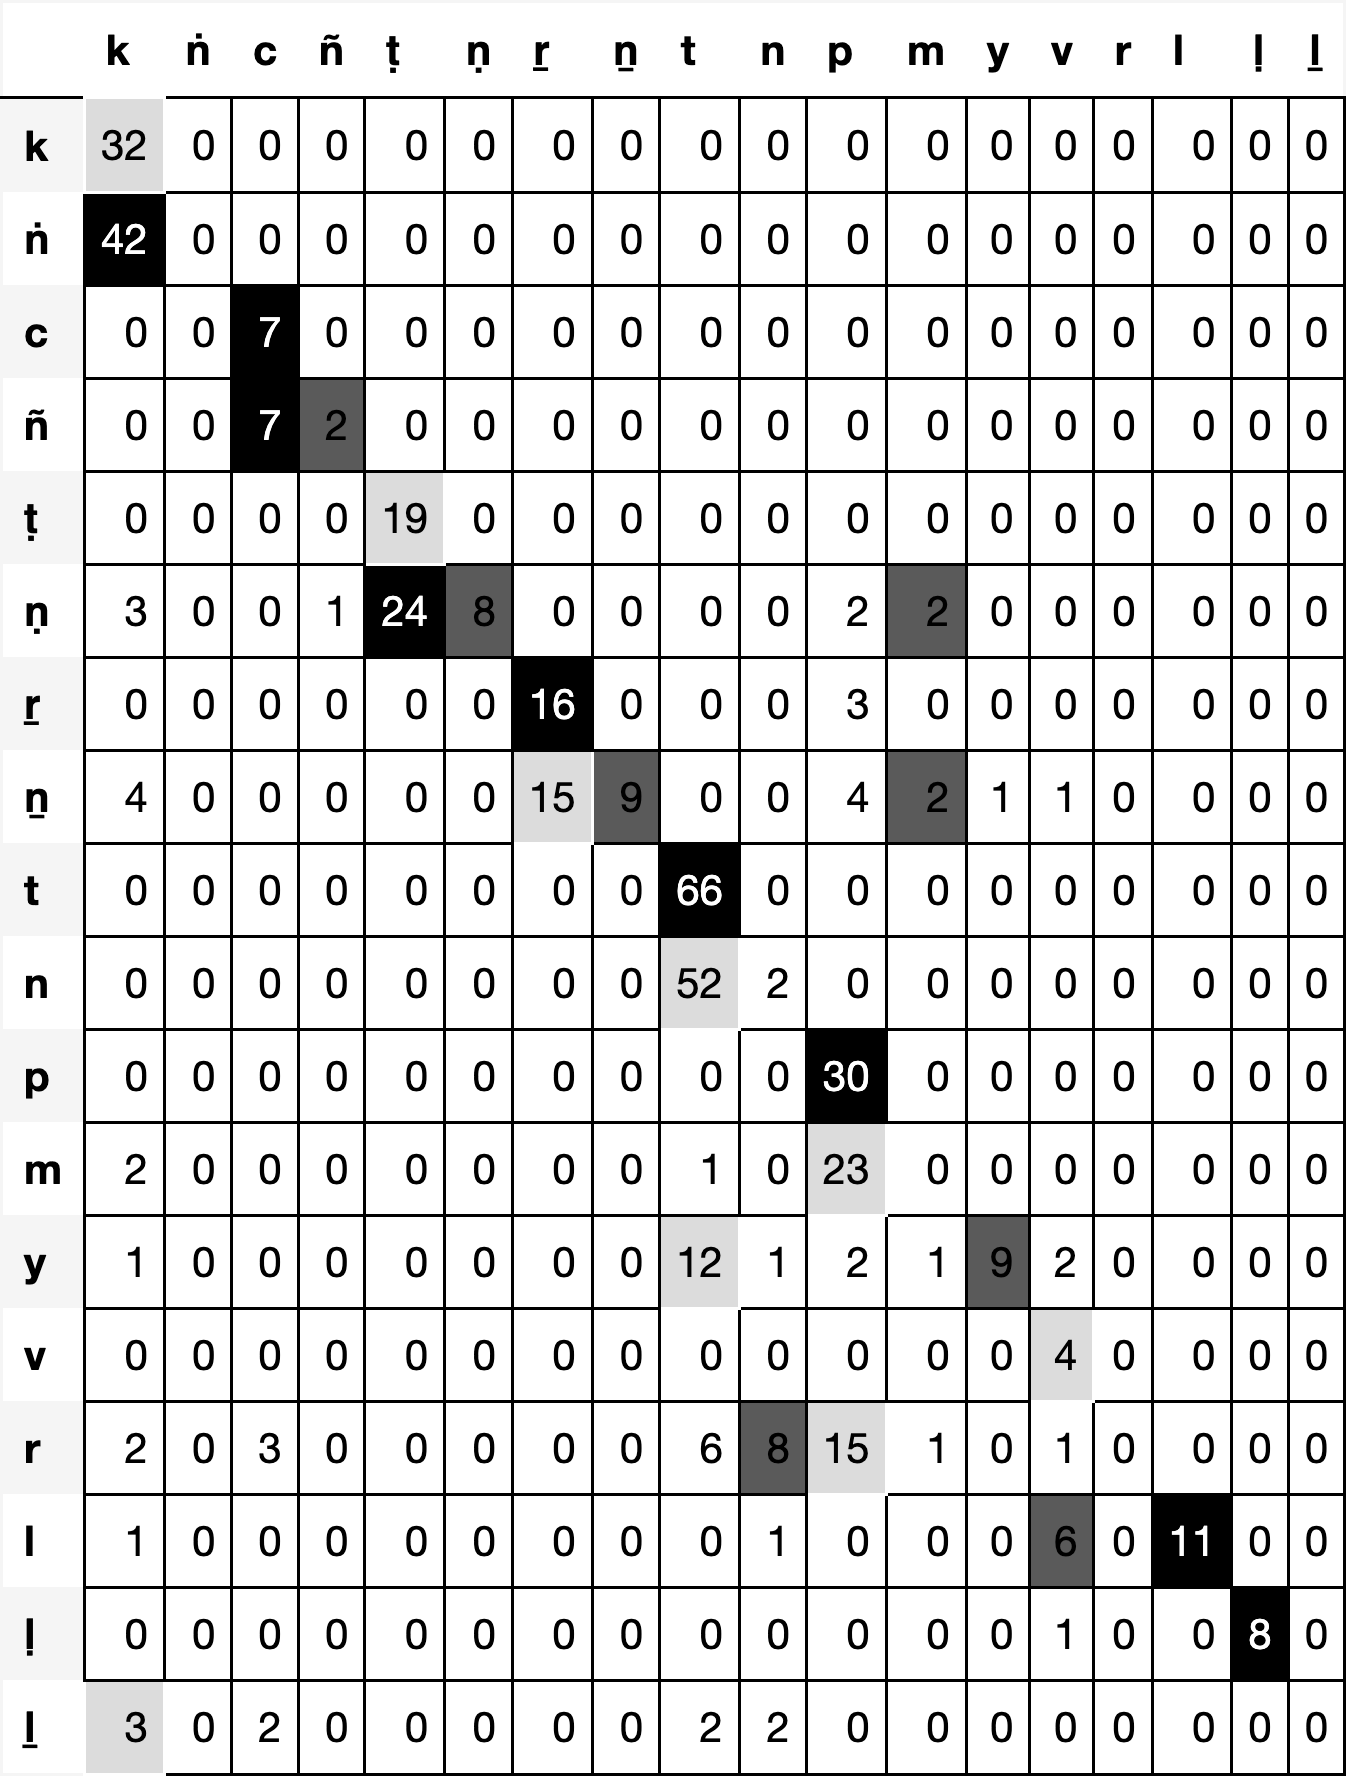 k ṅ c ñ ṭ ṇ ṟ ṉ t n p m y v r l ḷ ḻ
k 32 0 0 0 0 0 0 0 0 0 0 0 0 0 0 0 0 0
ṅ 42 0 0 0 0 0 0 0 0 0 0 0 0 0 0 0 0 0
c 0 0 7 0 0 0 0 0 0 0 0 0 0 0 0 0 0 0
ñ 0 0 7 2 0 0 0 0 0 0 0 0 0 0 0 0 0 0
ṭ 0 0 0 0 19 0 0 0 0 0 0 0 0 0 0 0 0 0
ṇ 3 0 0 1 24 8 0 0 0 0 2 2 0 0 0 0 0 0
ṟ 0 0 0 0 0 0 16 0 0 0 3 0 0 0 0 0 0 0
ṉ 4 0 0 0 0 0 15 9 0 0 4 2 1 1 0 0 0 0
t 0 0 0 0 0 0 0 0 66 0 0 0 0 0 0 0 0 0
n 0 0 0 0 0 0 0 0 52 2 0 0 0 0 0 0 0 0
p 0 0 0 0 0 0 0 0 0 0 30 0 0 0 0 0 0 0
m 2 0 0 0 0 0 0 0 1 0 23 0 0 0 0 0 0 0
y 1 0 0 0 0 0 0 0 12 1 2 1 9 2 0 0 0 0
v 0 0 0 0 0 0 0 0 0 0 0 0 0 4 0 0 0 0
r 2 0 3 0 0 0 0 0 6 8 15 1 0 1 0 0 0 0
l 1 0 0 0 0 0 0 0 0 1 0 0 0 6 0 11 0 0
ḷ 0 0 0 0 0 0 0 0 0 0 0 0 0 1 0 0 8 0
ḻ 3 0 2 0 0 0 0 0 2 2 0 0 0 0 0 0 0 0